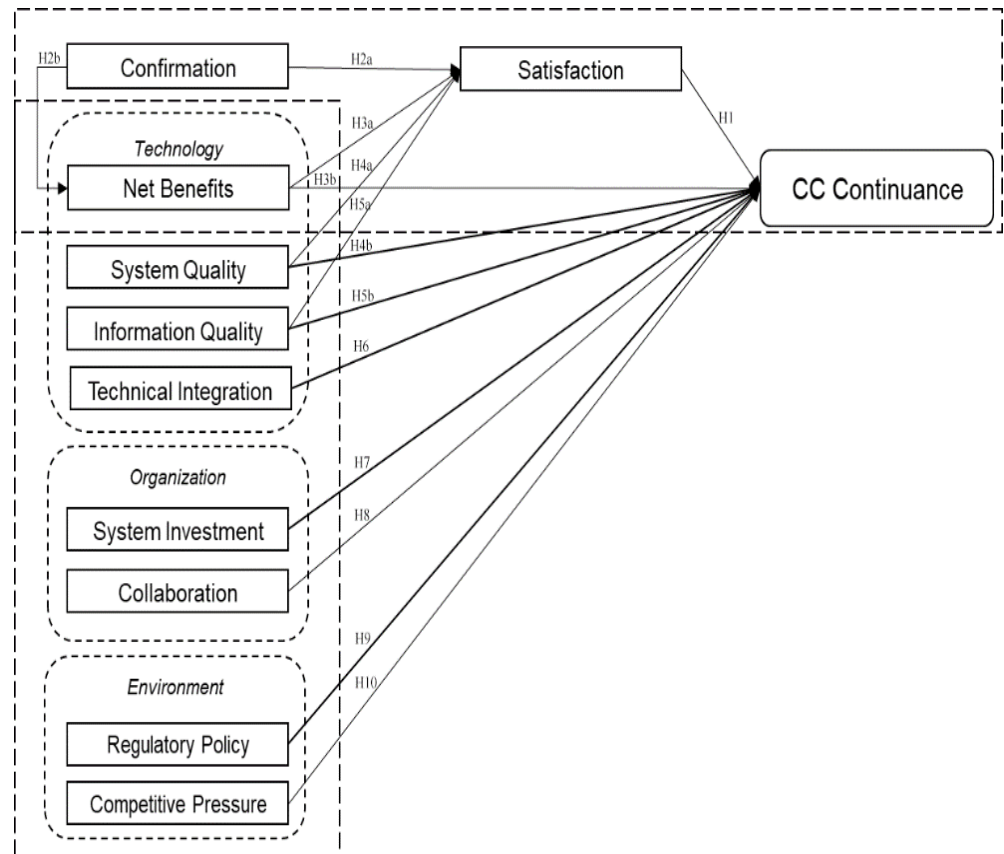 H2b
Confirmation
H2a
Satisfaction
H1
Technology
H3a
Net Benefits
H3b
H4a
H5a
CC Continuance
System Quality
H4b
Information Quality
H5b
H6
Technical Integration
Organization
H7
System Investment
H8
Collaboration
Environment
H9
H10
Regulatory Policy
Competitive Pressure